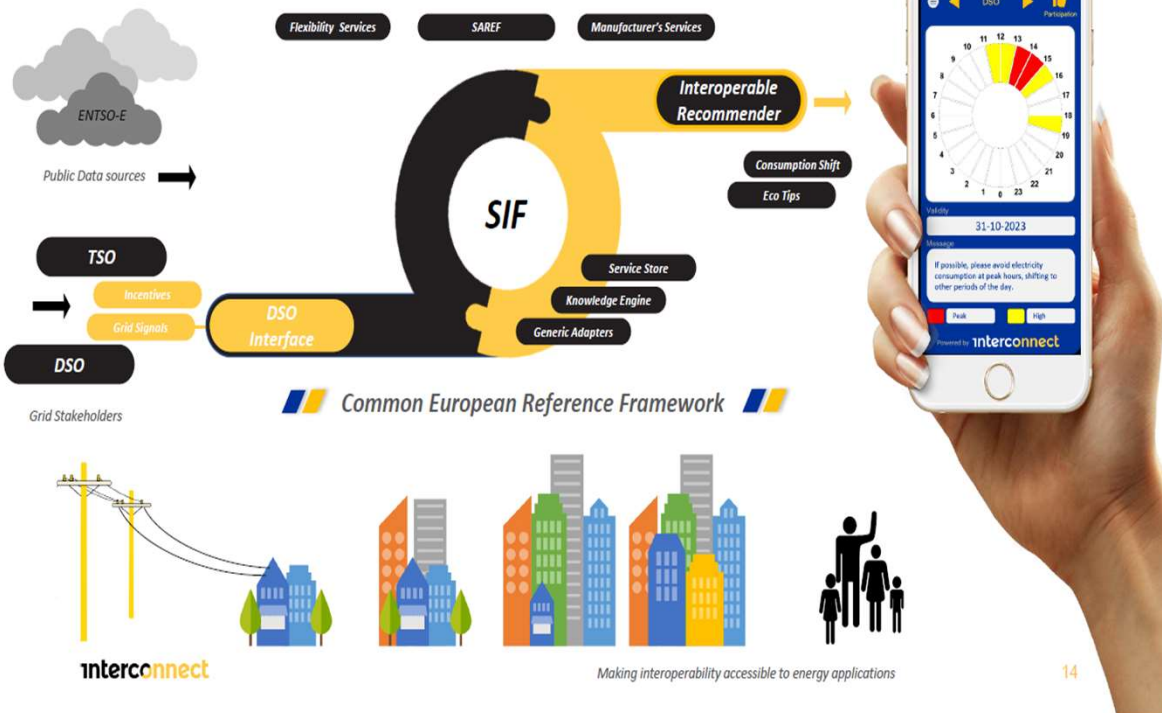 Flexibility Services
SAREF
Manufacturer's Services
ENTSO-E
Public Data sources
TSO
Incentives
Grid Signals
DSO
Grid Stakeholders
DSO
Interface
SIF
Interoperable
Recommender
Consumption Shift
Eco Tips
Service Store
Knowledge Engine
Generic Adapters
Common European Reference Framework
DSO
Participation
10 11 12 13 14
9 15
8 16
7 17
6 18
5 19
4 20
3 21
2 1 0 23 22
Validity
31-10-2023
Message
If possible, please avoid electricity
consumption at peak hours, shifting to
other periods of the day.
Peak High
Powered by interconnect
interconnect
Making interoperability accessible to energy applications
14